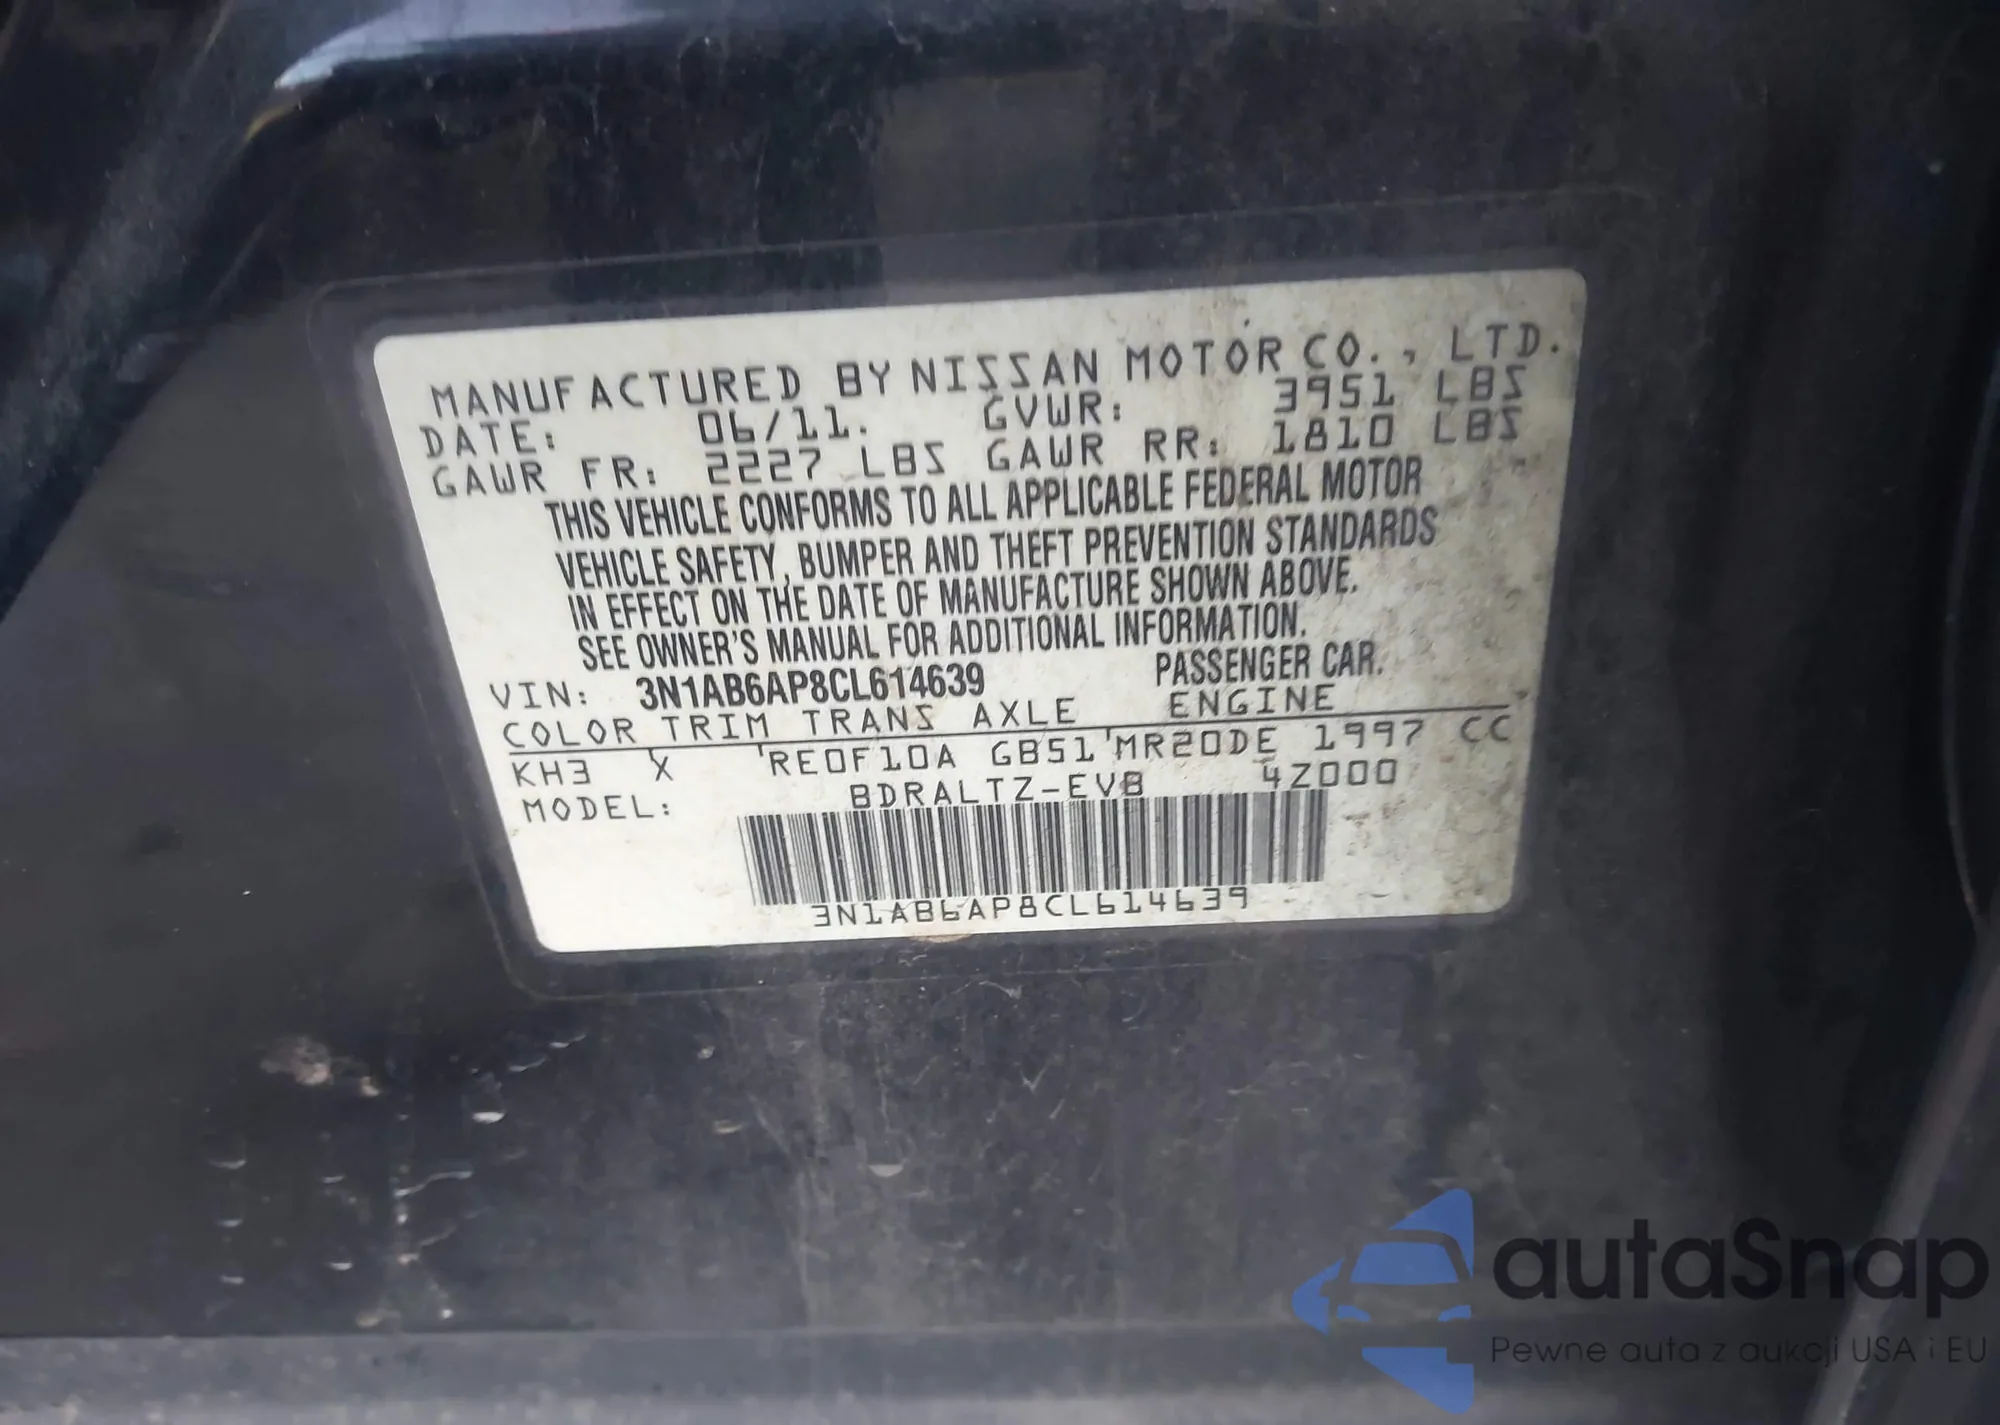 MANUFACTURED BY NISSAN MOTOR CO., LTD.
DATE: 06/11. GVWR: 3951 LBS
GAWR FR: 2227 LBS GAWR RR: 1810 LBS
THIS VEHICLE CONFORMS TO ALL APPLICABLE FEDERAL MOTOR
VEHICLE SAFETY, BUMPER AND THEFT PREVENTION STANDARDS
IN EFFECT ON THE DATE OF MANUFACTURE SHOWN ABOVE.
SEE OWNER'S MANUAL FOR ADDITIONAL INFORMATION.
VIN: 3N1AB6AP8CL614639 PASSENGER CAR.
COLOR TRIM TRANS AXLE ENGINE
KH3 X RE0F10A GB51 MR20DE 1997 CC
MODEL: BDRALTZ-EVB 4Z000
3N1AB6AP8CL614639
autaSnap
Pewne auta z aukcji USA i EU